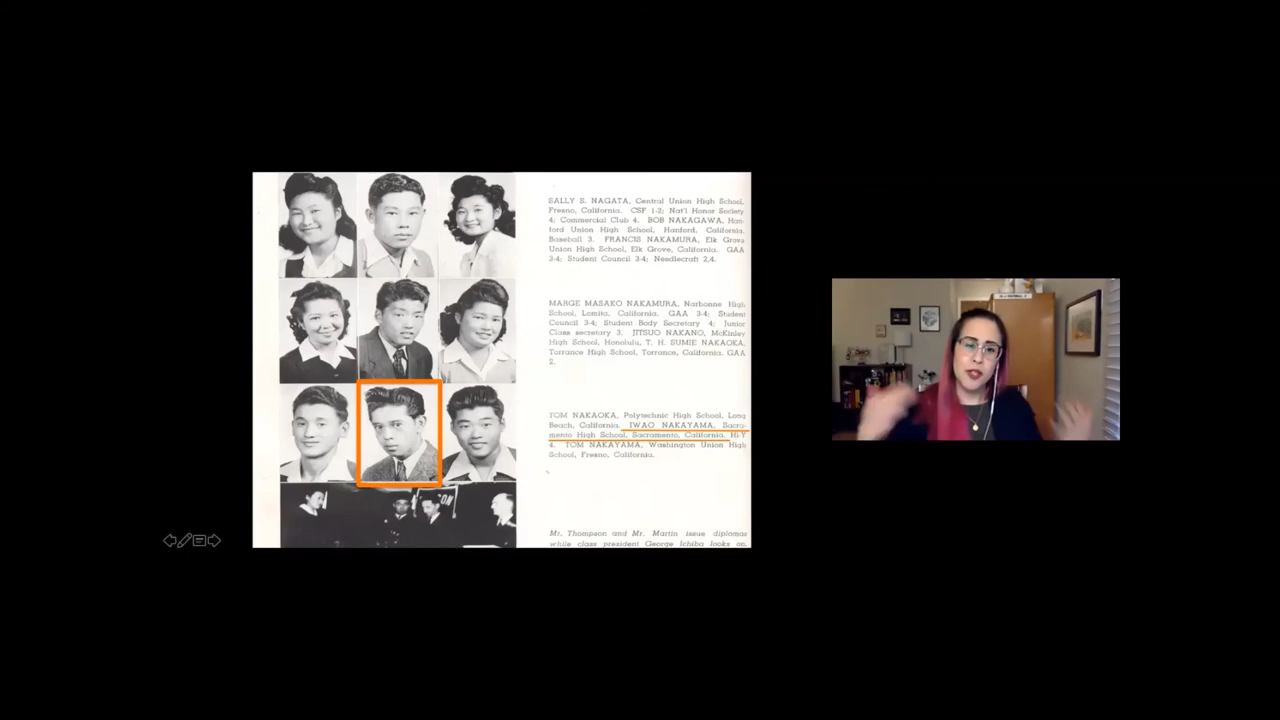 SALLY S. NAGATA, Central Union High School,
Fresno, California. CSF 1-2; Nat'l Honor Society
4; Commercial Club 4. BOB NAKAGAWA, Han-
ford Union High School, Hanford, California.
Baseball 3. FRANCIS NAKAMURA, Elk Grove
Union High School, Elk Grove, California. GAA
3-4; Student Council 3-4; Needlecraft 2,4.
MARGE MASAKO NAKAMURA, Narbonne High
School, Lomita, California. GAA 3-4; Student
Council 3-4; Student Body Secretary 4; Junior
Class secretary 3. JITSUO NAKANO, McKinley
High School, Honolulu, T. H. SUMIE NAKAOKA,
Torrance High School, Torrance, California. GAA
2.
TOM NAKAOKA, Polytechnic High School, Long
Beach, California. IWAO NAKAYAMA, Sacra-
mento High School, Sacramento, California. Hi-Y
4. TOM NAKAYAMA, Washington Union High
School, Fresno, California.
Mr. Thompson and Mr. Martin issue diplomas
while class president George Ichiba looks on.